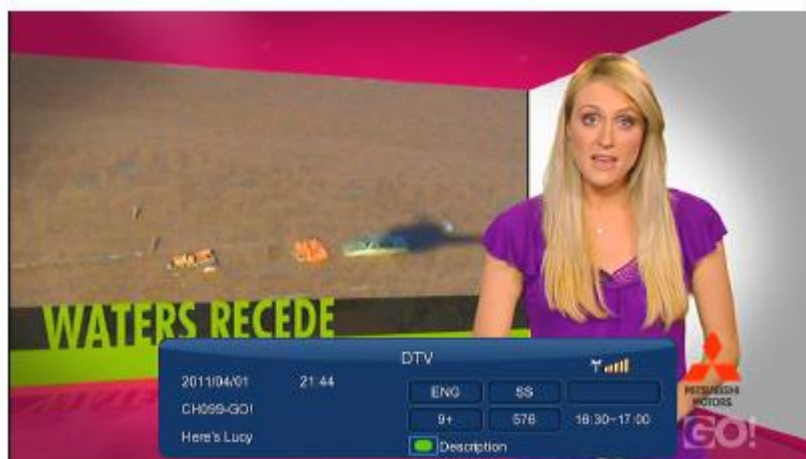 WATERS RECEDE
DTV
2011/04/01 21:44
ENG SS
CH099-GO!
9+ 576 16:30~17:00
Here's Lucy
Description
MITSUBISHI
MOTORS
GO!